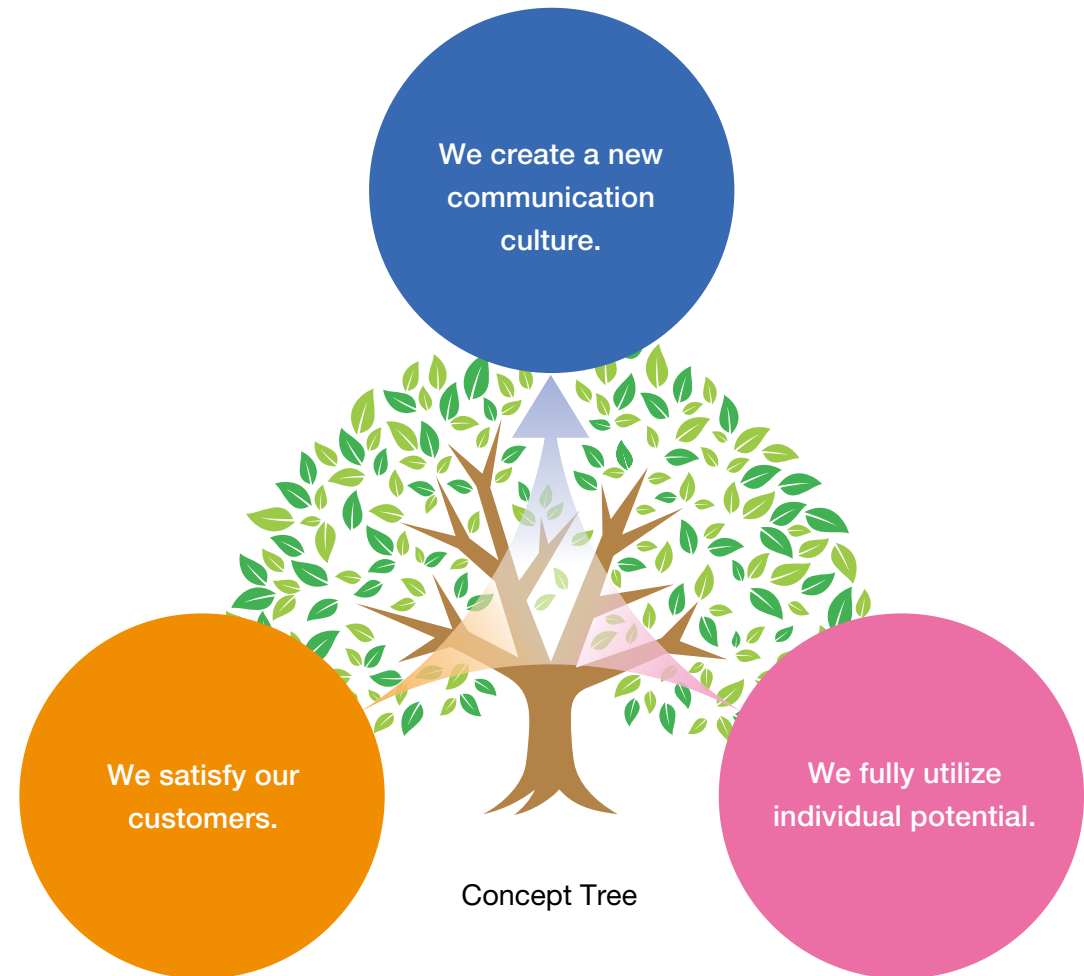 We create a new
communication
culture.
We satisfy our
customers.
We fully utilize
individual potential.
Concept Tree